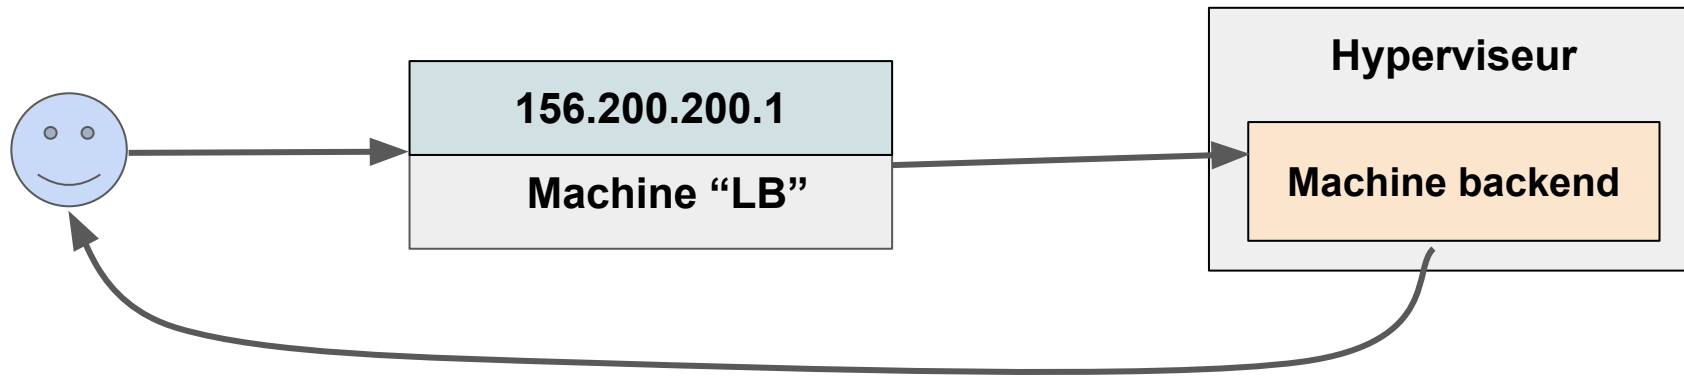 Hyperviseur
156.200.200.1
Machine “LB”
Machine backend